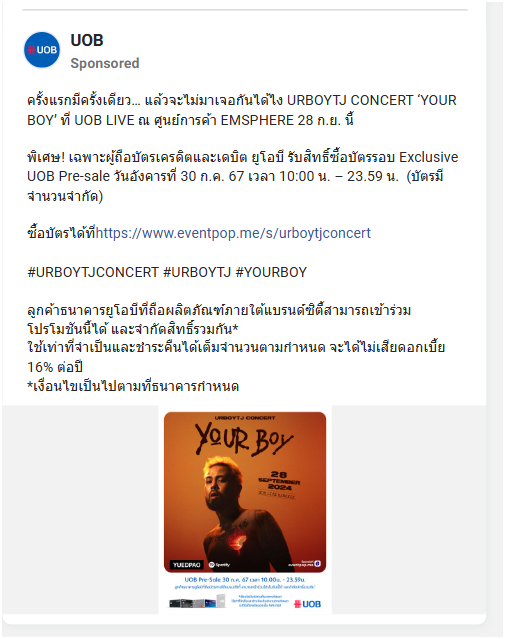 UOB
UOB
Sponsored
ครั้งแรกมีครั้งเดียว... แล้วจะไม่มาเจอกันได้ไง URBOYTJ CONCERT ‘YOUR
BOY’ ที่ UOB LIVE ณ ศูนย์การค้า EMSPHERE 28 ก.ย. นี้
พิเศษ! เฉพาะผู้ถือบัตรเครดิตและเดบิต ยูโอบี รับสิทธิ์ซื้อบัตรรอบ Exclusive
UOB Pre-sale วันอังคารที่ 30 ก.ค. 67 เวลา 10:00 น. – 23.59 น. (บัตรมี
จำนวนจำกัด)
ซื้อบัตรได้ที่https://www.eventpop.me/s/urboytjconcert
#URBOYTJCONCERT #URBOYTJ #YOURBOY
ลูกค้าธนาคารยูโอบีที่ถือผลิตภัณฑ์ภายใต้แบรนด์ซิตี้สามารถเข้าร่วม
โปรโมชันนี้ได้ และจำกัดสิทธิ์รวมกัน*
ใช้เท่าที่จำเป็นและชำระคืนได้เต็มจำนวนตามกำหนด จะได้ไม่เสียดอกเบี้ย
16% ต่อปี
*เงื่อนไขเป็นไปตามที่ธนาคารกำหนด
URBOYTJ CONCERT
YOUR BOY
28
SEPTEMBER
2024
YUEDPAO
Spotify
eventpop.me
UOB Pre-Sale 30 ก.ค. 67 เวลา 10.00น. - 23.59น.
UOB